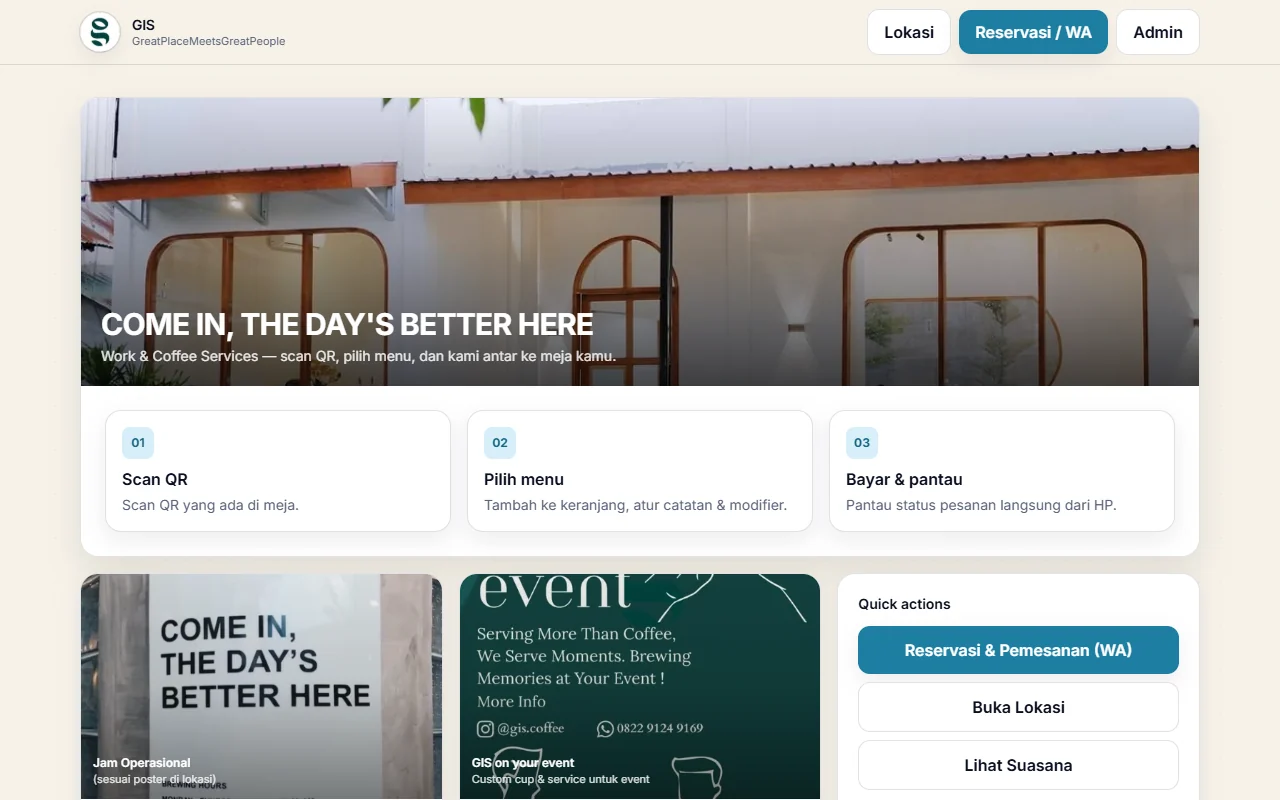 GIS
GreatPlaceMeetsGreatPeople
Lokasi
Reservasi / WA
Admin
COME IN, THE DAY'S BETTER HERE
Work & Coffee Services — scan QR, pilih menu, dan kami antar ke meja kamu.
01
Scan QR
Scan QR yang ada di meja.
02
Pilih menu
Tambah ke keranjang, atur catatan & modifier.
03
Bayar & pantau
Pantau status pesanan langsung dari HP.
COME IN,
THE DAY’S
BETTER HERE
Jam Operasional
(sesuai poster di lokasi)
BREWING HOURS
event
Serving More Than Coffee,
We Serve Moments. Brewing
Memories at Your Event !
More Info
@gis.coffee
0822 9124 9169
GIS on your event
Custom cup & service untuk event
Quick actions
Reservasi & Pemesanan (WA)
Buka Lokasi
Lihat Suasana